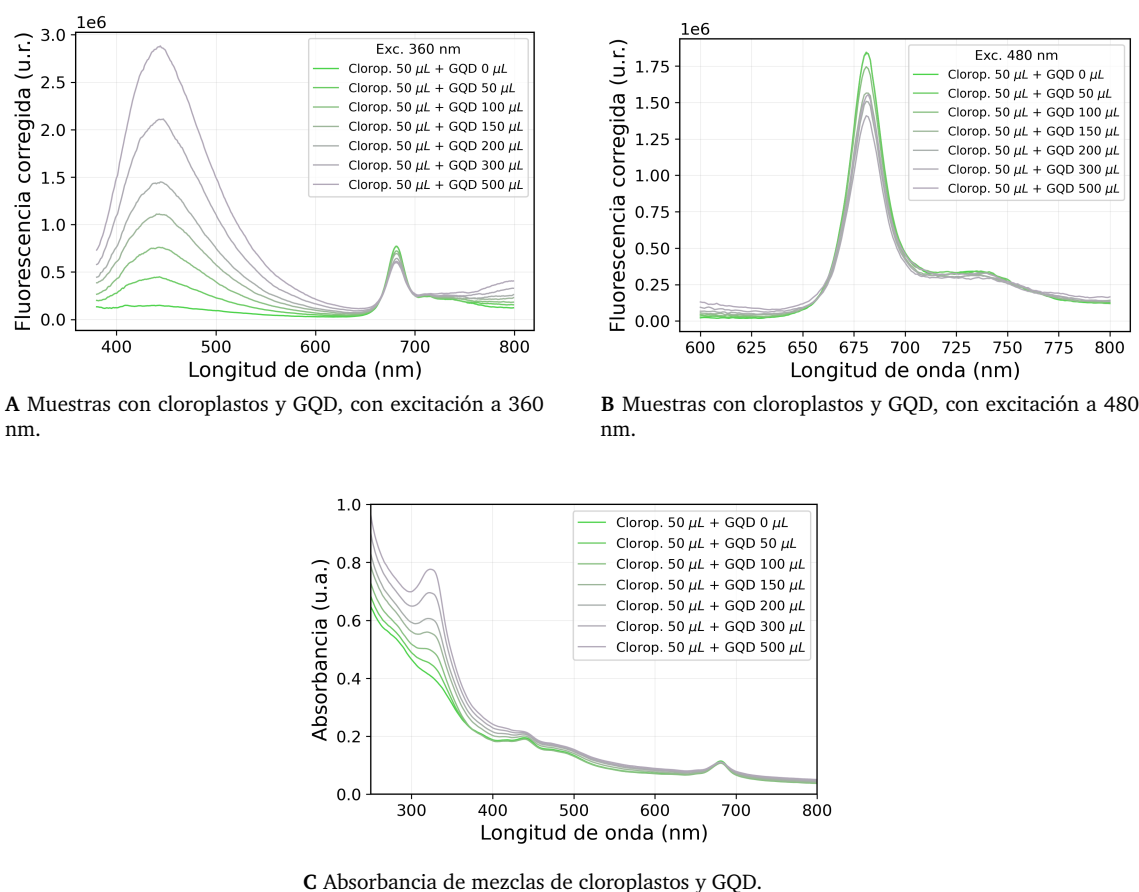 1e6
3.0
2.5
2.0
1.5
1.0
0.5
0.0
Fluorescencia corregida (u.r.)
Exc. 360 nm
Clorop. 50 μL + GQD 0 μL
Clorop. 50 μL + GQD 50 μL
Clorop. 50 μL + GQD 100 μL
Clorop. 50 μL + GQD 150 μL
Clorop. 50 μL + GQD 200 μL
Clorop. 50 μL + GQD 300 μL
Clorop. 50 μL + GQD 500 μL
400 500 600 700 800
Longitud de onda (nm)
A Muestras con cloroplastos y GQD, con excitación a 360
nm.
1e6
1.75
1.50
1.25
1.00
0.75
0.50
0.25
0.00
Fluorescencia corregida (u.r.)
Exc. 480 nm
Clorop. 50 μL + GQD 0 μL
Clorop. 50 μL + GQD 50 μL
Clorop. 50 μL + GQD 100 μL
Clorop. 50 μL + GQD 150 μL
Clorop. 50 μL + GQD 200 μL
Clorop. 50 μL + GQD 300 μL
Clorop. 50 μL + GQD 500 μL
600 625 650 675 700 725 750 775 800
Longitud de onda (nm)
B Muestras con cloroplastos y GQD, con excitación a 480
nm.
1.0
0.8
0.6
0.4
0.2
0.0
Absorbancia (u.a.)
Clorop. 50 μL + GQD 0 μL
Clorop. 50 μL + GQD 50 μL
Clorop. 50 μL + GQD 100 μL
Clorop. 50 μL + GQD 150 μL
Clorop. 50 μL + GQD 200 μL
Clorop. 50 μL + GQD 300 μL
Clorop. 50 μL + GQD 500 μL
300 400 500 600 700 800
Longitud de onda (nm)
C Absorbancia de mezclas de cloroplastos y GQD.